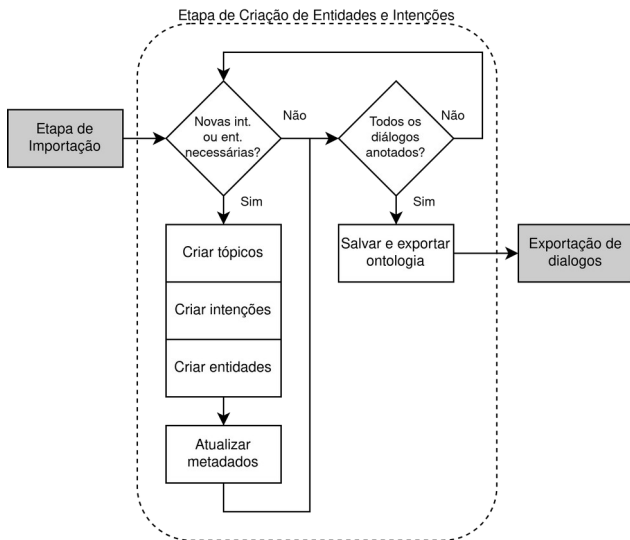 Etapa de Criação de Entidades e Intenções
Etapa de
Importação
Novas int.
ou ent.
necessárias?
Não
Sim
Todos os
diálogos
anotados?
Não
Sim
Criar tópicos
Criar intenções
Criar entidades
Atualizar
metadados
Salvar e exportar
ontologia
Exportação de
dialogos